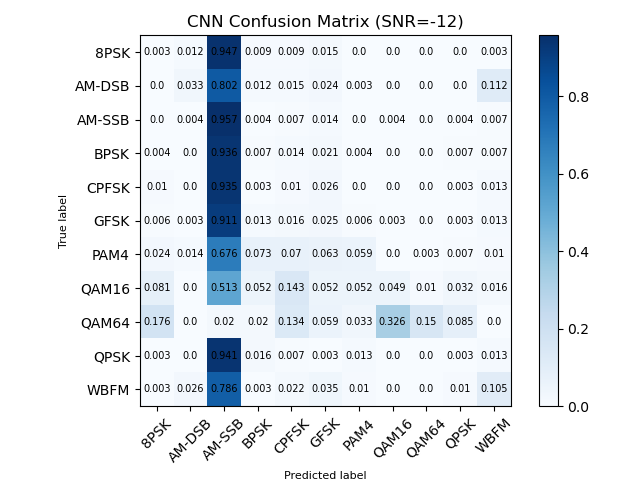 CNN Confusion Matrix (SNR=-12)
8PSK 0.003 0.012 0.947 0.009 0.009 0.015 0.0 0.0 0.0 0.0 0.003
AM-DSB 0.0 0.033 0.802 0.012 0.015 0.024 0.003 0.0 0.0 0.0 0.112
AM-SSB 0.0 0.004 0.957 0.004 0.007 0.014 0.0 0.004 0.0 0.004 0.007
BPSK 0.004 0.0 0.936 0.007 0.014 0.021 0.004 0.0 0.0 0.007 0.007
CPFSK 0.01 0.0 0.935 0.003 0.01 0.026 0.0 0.0 0.0 0.003 0.013
GFSK 0.006 0.003 0.911 0.013 0.016 0.025 0.006 0.003 0.0 0.003 0.013
PAM4 0.024 0.014 0.676 0.073 0.07 0.063 0.059 0.0 0.003 0.007 0.01
QAM16 0.081 0.0 0.513 0.052 0.143 0.052 0.052 0.049 0.01 0.032 0.016
QAM64 0.176 0.0 0.02 0.02 0.134 0.059 0.033 0.326 0.15 0.085 0.0
QPSK 0.003 0.0 0.941 0.016 0.007 0.003 0.013 0.0 0.0 0.003 0.013
WBFM 0.003 0.026 0.786 0.003 0.022 0.035 0.01 0.0 0.0 0.01 0.105
8PSK AM-DSB AM-SSB BPSK CPFSK GFSK PAM4 QAM16 QAM64 QPSK WBFM
Predicted label
True label
0.8
0.6
0.4
0.2
0.0